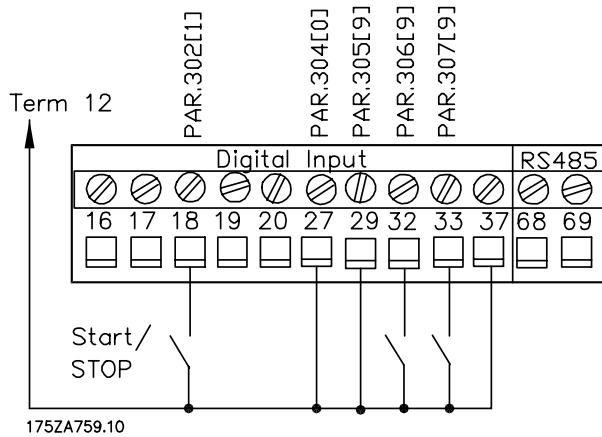 PAR.302[1]
PAR.304[0]
PAR.305[9]
PAR.306[9]
PAR.307[9]
Term 12
Digital Input
RS485
16 17 18 19 20 27 29 32 33 37 68 69
Start/
STOP
175ZA759.10